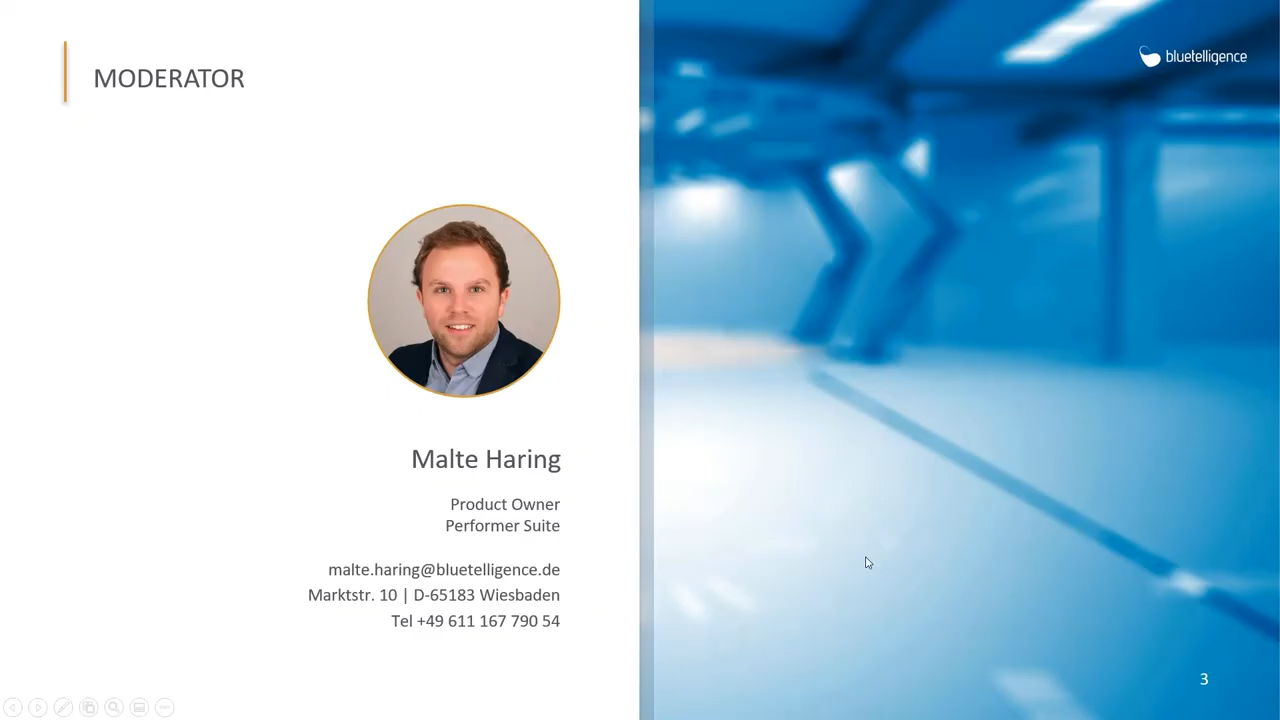 MODERATOR
bluetelligence
Malte Haring
Product Owner
Performer Suite
malte.haring@bluetelligence.de
Marktstr. 10 | D-65183 Wiesbaden
Tel +49 611 167 790 54
3